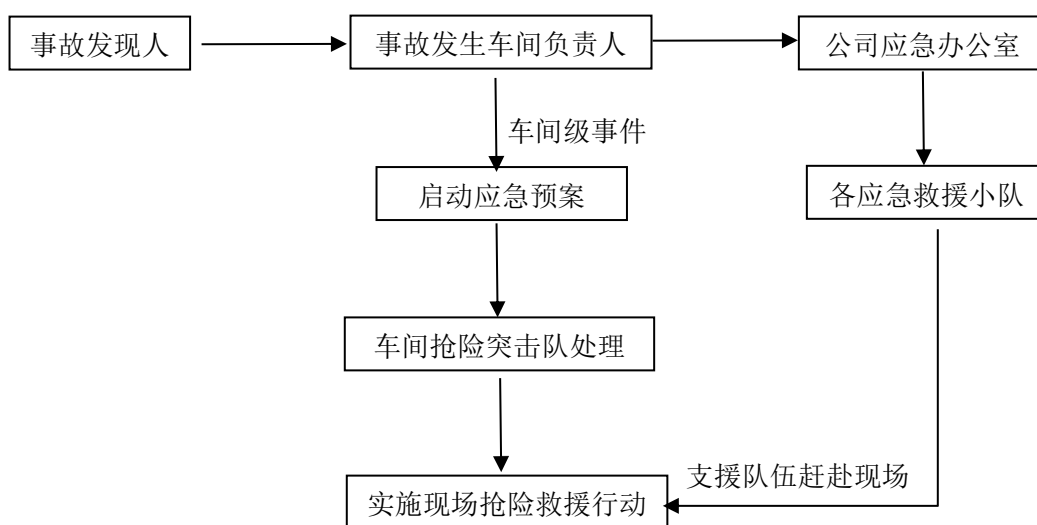 事故发现人
事故发生车间负责人
公司应急办公室
车间级事件
启动应急预案
各应急救援小队
车间抢险突击队处理
支援队伍赶赴现场
实施现场抢险救援行动